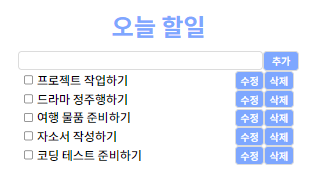 오늘 할일
추가
프로젝트 작업하기 수정 삭제
드라마 정주행하기 수정 삭제
여행 물품 준비하기 수정 삭제
자소서 작성하기 수정 삭제
코딩 테스트 준비하기 수정 삭제